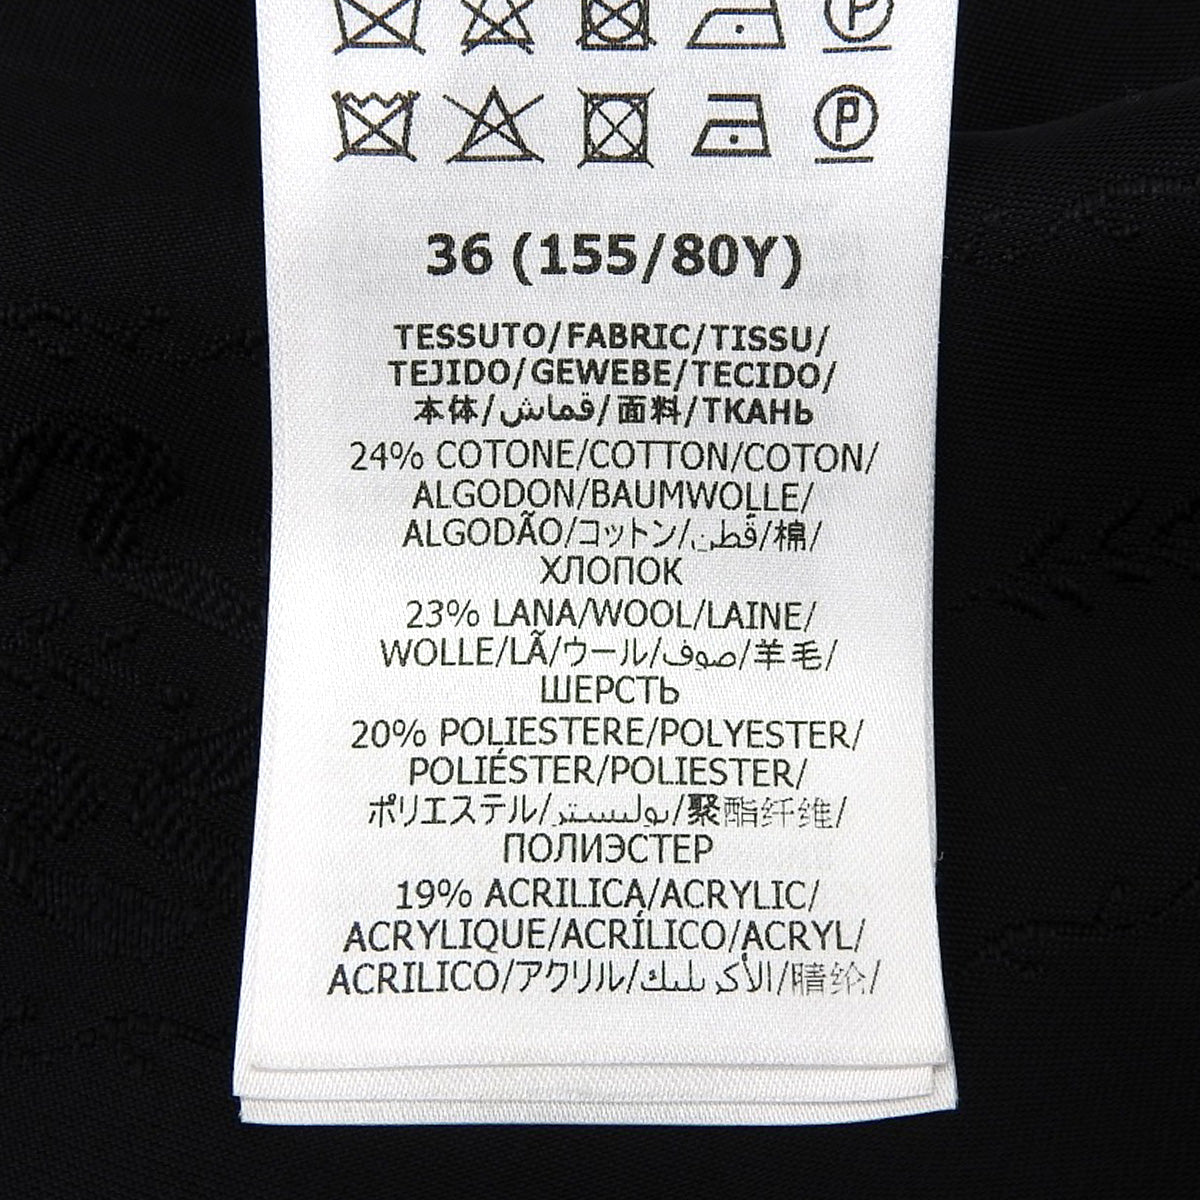 P
P
36 (155/80Y)
TESSUTO/FABRIC/TISSU/
TEJIDO/GEWEBE/TECIDO/
本体/قماش/面料/ТКАНЬ
24% COTONE/COTTON/COTON/
ALGODON/BAUMWOLLE/
ALGODÃO/コットン/قطن/棉/
ХЛОПОК
23% LANA/WOOL/LAINE/
WOLLE/LÃ/ウール/صوف/羊毛/
ШЕРСТЬ
20% POLIESTERE/POLYESTER/
POLIÉSTER/POLIESTER/
ポリエステル/بوليستر/聚酯纤维/
ПОЛИЭСТЕР
19% ACRILICA/ACRYLIC/
ACRYLIQUE/ACRÍLICO/ACRYL/
ACRILICO/アクリル/الأكريليك/腈纶/